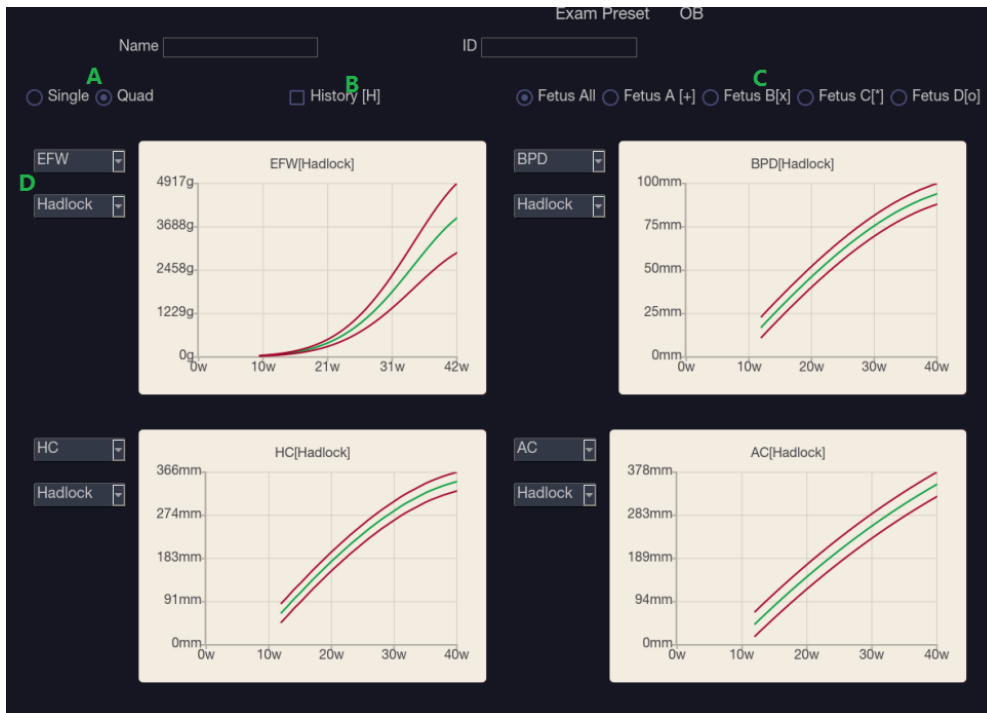 Exam Preset OB
Name ID
A B C
Single Quad History [H] Fetus All Fetus A [+] Fetus B[x] Fetus C[*] Fetus D[o]
EFW
D
Hadlock
EFW[Hadlock]
4917g
3688g
2458g
1229g
0g
0w 10w 21w 31w 42w
BPD
Hadlock
BPD[Hadlock]
100mm
75mm
50mm
25mm
0mm
0w 10w 20w 30w 40w
HC
Hadlock
HC[Hadlock]
366mm
274mm
183mm
91mm
0mm
0w 10w 20w 30w 40w
AC
Hadlock
AC[Hadlock]
378mm
283mm
189mm
94mm
0mm
0w 10w 20w 30w 40w